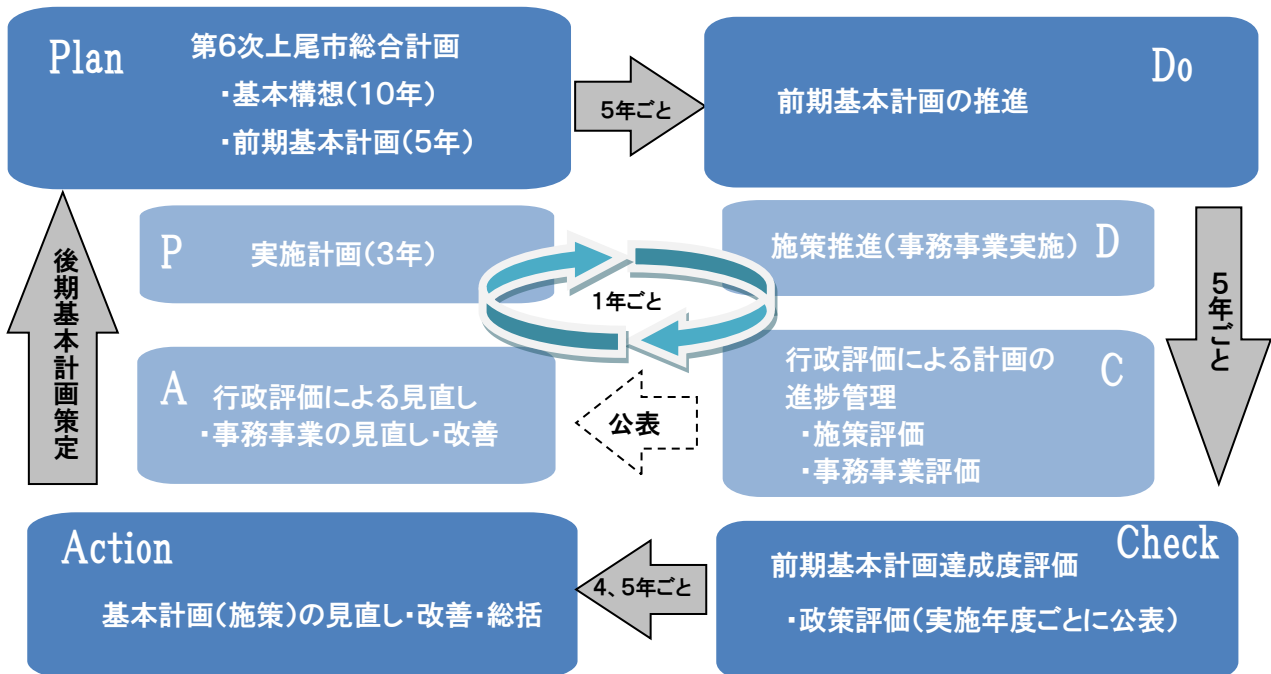 Plan
第6次上尾市総合計画
・基本構想(10年)
・前期基本計画(5年)
5年ごと
Do
前期基本計画の推進
後期基本計画策定
P
実施計画(3年)
1年ごと
施策推進(事務事業実施)
D
5年ごと
A
行政評価による見直し
・事務事業の見直し・改善
公表
行政評価による計画の
進捗管理
・施策評価
・事務事業評価
C
Action
基本計画(施策)の見直し・改善・総括
4、5年ごと
Check
前期基本計画達成度評価
・政策評価(実施年度ごとに公表)